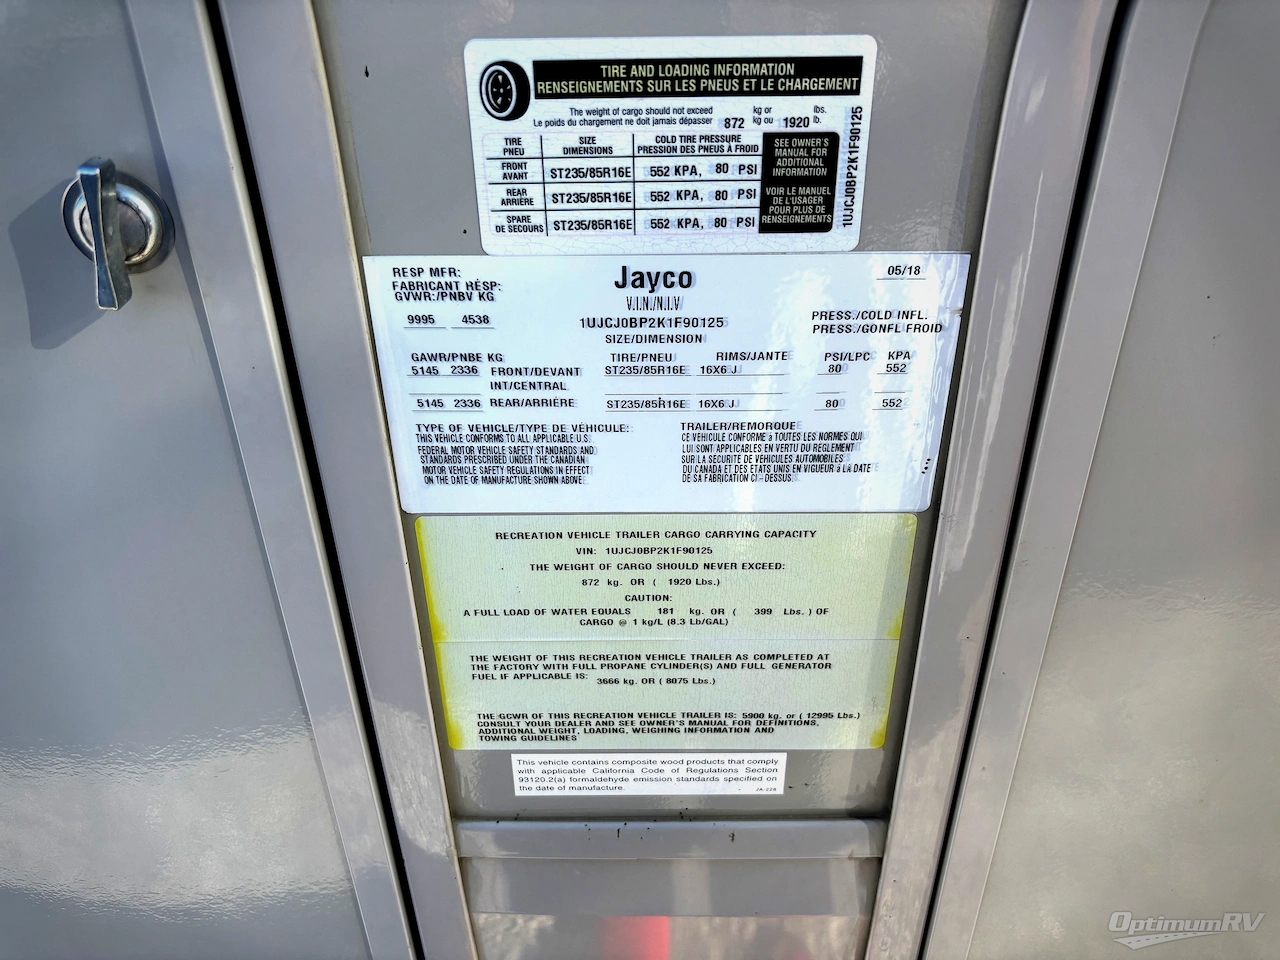 TIRE AND LOADING INFORMATION
RENSEIGNEMENTS SUR LES PNEUS ET LE CHARGEMENT
The weight of cargo should not exceed 872 kg or 1920 lbs.
Le poids du chargement ne doit jamais dépasser kg ou lb.
TIRE PNEU SIZE DIMENSIONS COLD TIRE PRESSURE PRESSION DES PNEUS À FROID
FRONT AVANT ST235/85R16E 552 KPA, 80 PSI
REAR ARRIÈRE ST235/85R16E 552 KPA, 80 PSI
SPARE DE SECOURS ST235/85R16E 552 KPA, 80 PSI
SEE OWNER'S
MANUAL FOR
ADDITIONAL
INFORMATION
VOIR LE MANUEL
DE L'USAGER
POUR PLUS DE
RENSEIGNEMENTS
1UJCJ0BP2K1F90125
RESP MFR: Jayco 05/18
FABRICANT RÉSP:
GVWR:/PNBV KG V.I.N./N.I.V
9995 4538 1UJCJ0BP2K1F90125 PRESS./COLD INFL.
SIZE/DIMENSION PRESS./GONFL FROID
GAWR/PNBE KG TIRE/PNEU RIMS/JANTE PSI/LPC KPA
5145 2336 FRONT/DEVANT ST235/85R16E 16X6 J 80 552
INT/CENTRAL
5145 2336 REAR/ARRIÈRE ST235/85R16E 16X6 J 80 552
TYPE OF VEHICLE/TYPE DE VÉHICULE: TRAILER/REMORQUE
THIS VEHICLE CONFORMS TO ALL APPLICABLE U.S.
FEDERAL MOTOR VEHICLE SAFETY STANDARDS AND
STANDARDS PRESCRIBED UNDER THE CANADIAN
MOTOR VEHICLE SAFETY REGULATIONS IN EFFECT
ON THE DATE OF MANUFACTURE SHOWN ABOVE
CE VEHICULE CONFORME à TOUTES LES NORMES QUI
LUI SONT APPLICABLES EN VERTU DU REGLEMENT
SUR LA SECURITE DE VEHICULES AUTOMOBILES
DU CANADA ET DES ETATS UNIS EN VIGUEUR à LA DATE
DE SA FABRICATION CI-DESSUS.
RECREATION VEHICLE TRAILER CARGO CARRYING CAPACITY
VIN: 1UJCJ0BP2K1F90125
THE WEIGHT OF CARGO SHOULD NEVER EXCEED:
872 kg. OR ( 1920 Lbs.)
CAUTION:
A FULL LOAD OF WATER EQUALS 181 kg. OR ( 399 Lbs. ) OF
CARGO @ 1 kg/L (8.3 Lb/GAL)
THE WEIGHT OF THIS RECREATION VEHICLE TRAILER AS COMPLETED AT
THE FACTORY WITH FULL PROPANE CYLINDER(S) AND FULL GENERATOR
FUEL IF APPLICABLE IS: 3666 kg. OR ( 8075 Lbs.)
THE GCWR OF THIS RECREATION VEHICLE TRAILER IS: 5900 kg. or ( 12995 Lbs.)
CONSULT YOUR DEALER AND SEE OWNER'S MANUAL FOR DEFINITIONS,
ADDITIONAL WEIGHT, LOADING, WEIGHING INFORMATION AND
TOWING GUIDELINES
This vehicle contains composite wood products that comply
with applicable California Code of Regulations Section
93120.2(a) formaldehyde emission standards specified on
the date of manufacture. JA-228
OptimumRV